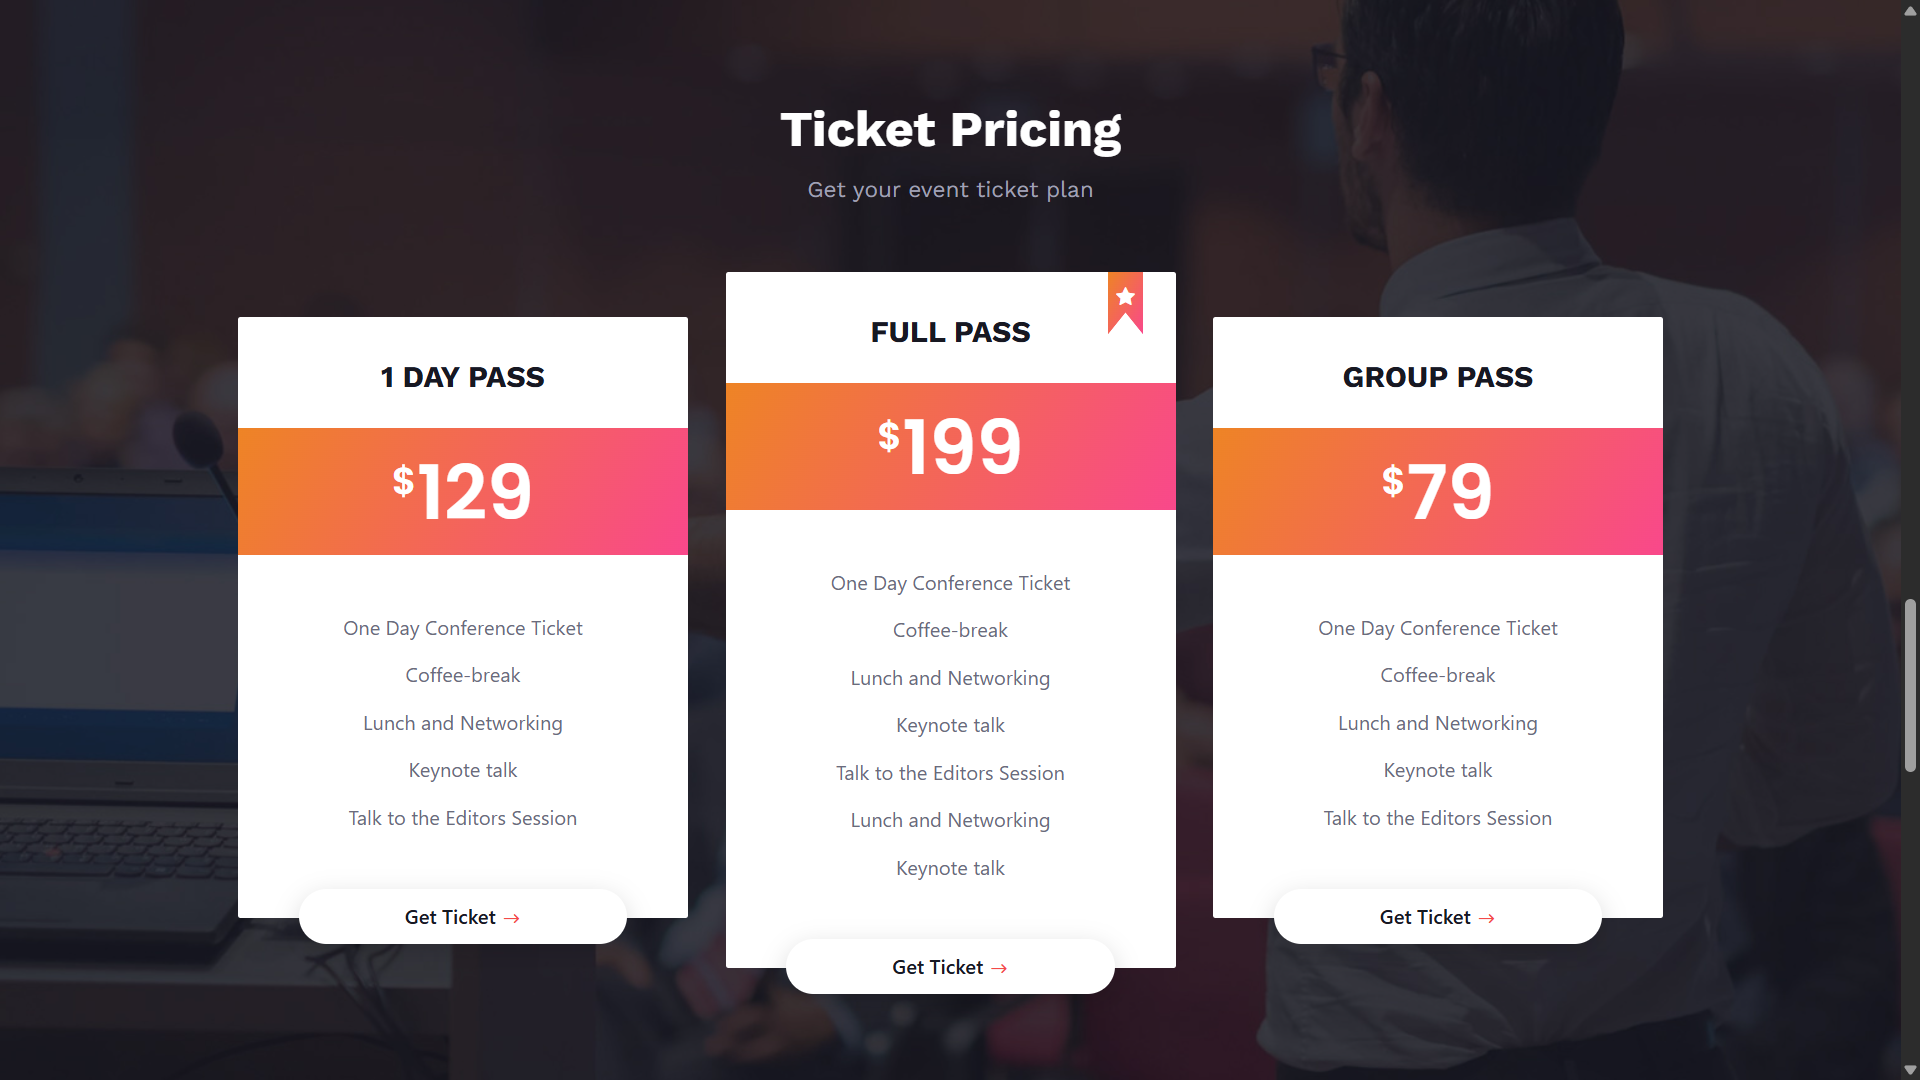 Ticket Pricing
Get your event ticket plan
1 DAY PASS
$129
One Day Conference Ticket
Coffee-break
Lunch and Networking
Keynote talk
Talk to the Editors Session
Get Ticket →
FULL PASS
$199
One Day Conference Ticket
Coffee-break
Lunch and Networking
Keynote talk
Talk to the Editors Session
Lunch and Networking
Keynote talk
Get Ticket →
GROUP PASS
$79
One Day Conference Ticket
Coffee-break
Lunch and Networking
Keynote talk
Talk to the Editors Session
Get Ticket →